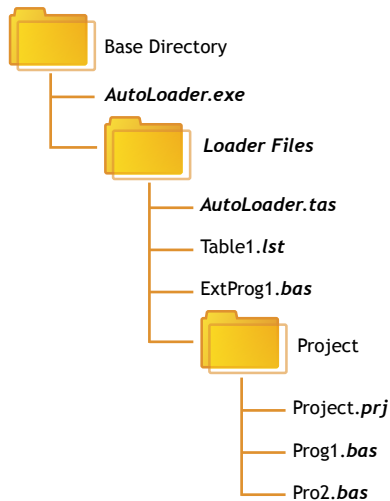 Base Directory
AutoLoader.exe
Loader Files
AutoLoader.tas
Table1.lst
ExtProg1.bas
Project
Project.prj
Prog1.bas
Pro2.bas